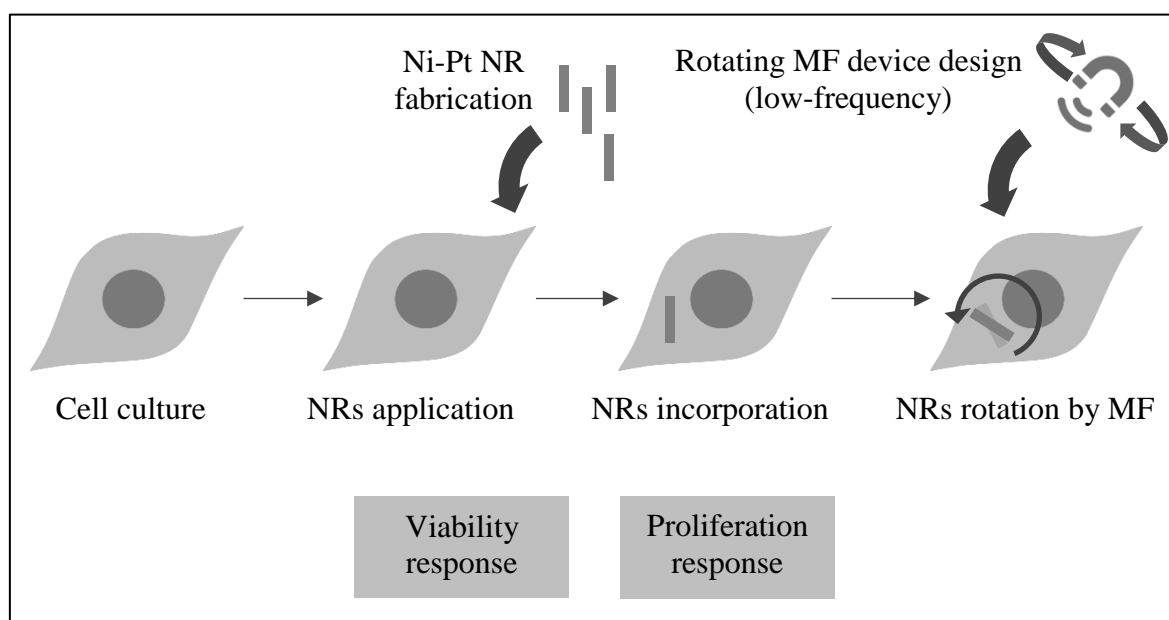 Ni-Pt NR
fabrication
Rotating MF device design
(low-frequency)
Cell culture
NRs application
NRs incorporation
NRs rotation by MF
Viability
response
Proliferation
response